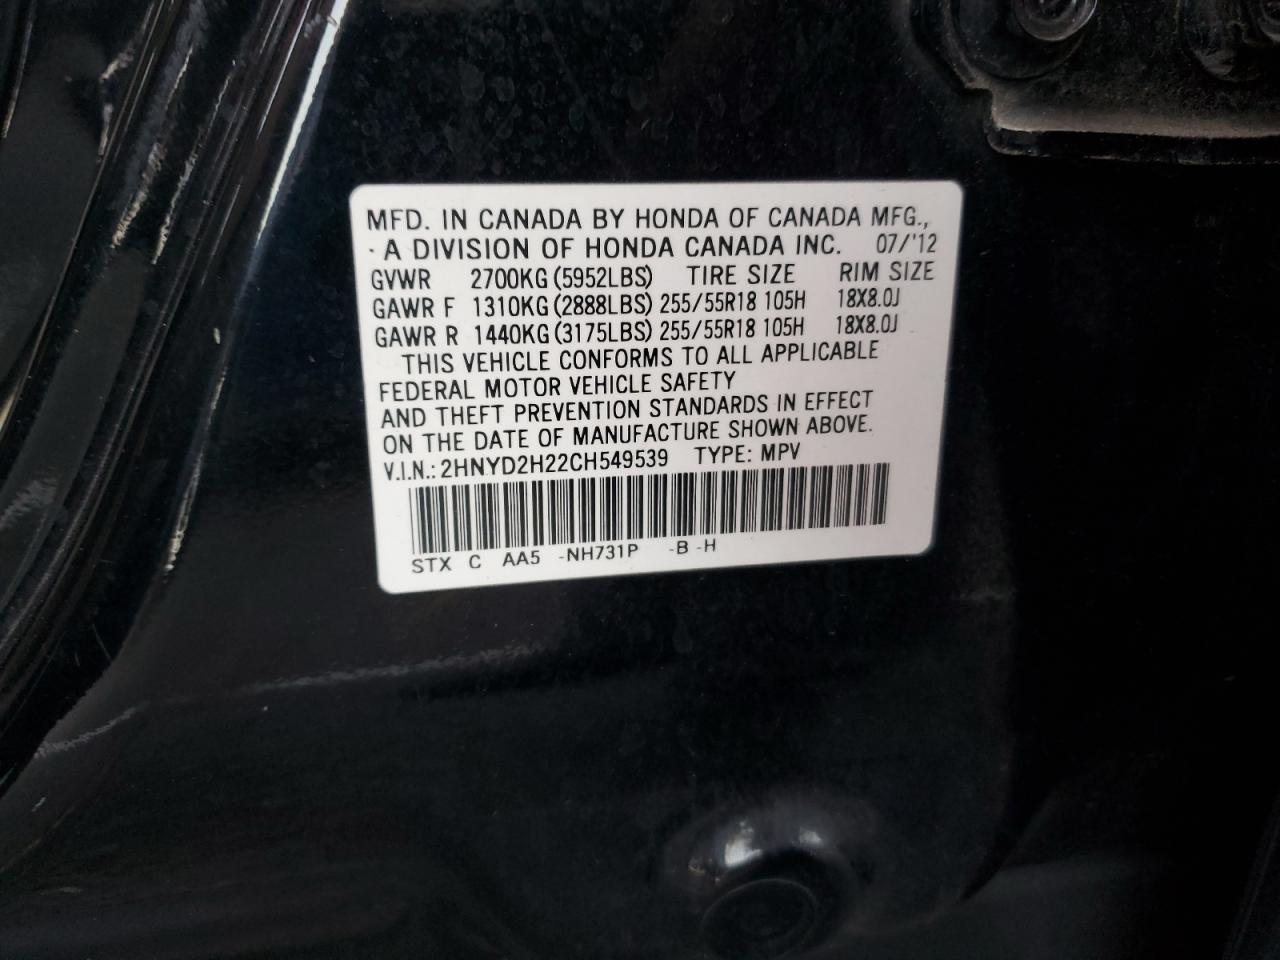 MFD. IN CANADA BY HONDA OF CANADA MFG.,
· A DIVISION OF HONDA CANADA INC. 07/'12
GVWR 2700KG (5952LBS) TIRE SIZE RIM SIZE
GAWR F 1310KG (2888LBS) 255/55R18 105H 18X8.0J
GAWR R 1440KG (3175LBS) 255/55R18 105H 18X8.0J
THIS VEHICLE CONFORMS TO ALL APPLICABLE
FEDERAL MOTOR VEHICLE SAFETY
AND THEFT PREVENTION STANDARDS IN EFFECT
ON THE DATE OF MANUFACTURE SHOWN ABOVE.
V.I.N.: 2HNYD2H22CH549539 TYPE: MPV
STX C AA5 -NH731P -B -H